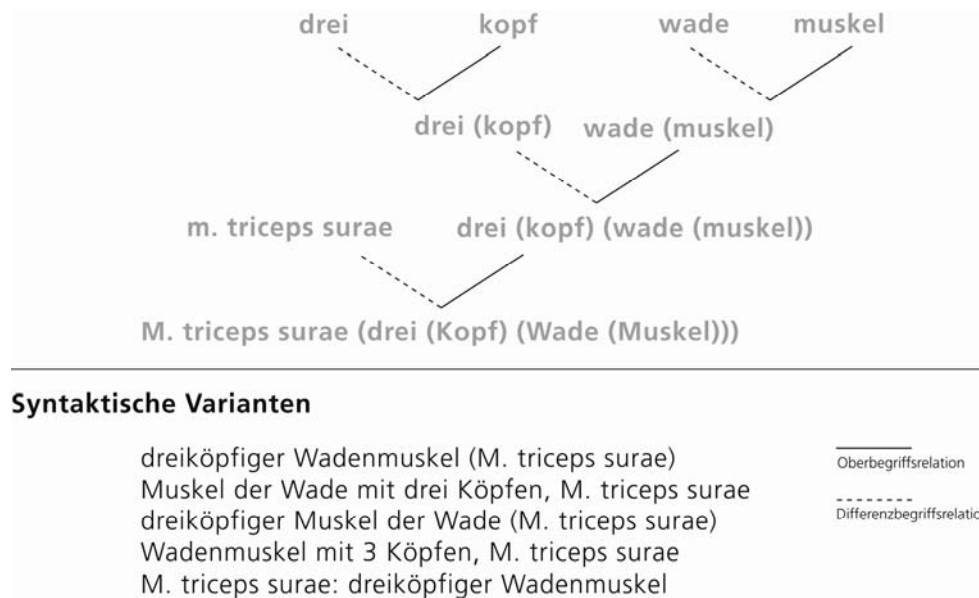 drei kopf wade muskel
drei (kopf) wade (muskel)
m. triceps surae drei (kopf) (wade (muskel))
M. triceps surae (drei (Kopf) (Wade (Muskel)))
Syntaktische Varianten
dreiköpfiger Wadenmuskel (M. triceps surae)
Muskel der Wade mit drei Köpfen, M. triceps surae
dreiköpfiger Muskel der Wade (M. triceps surae)
Wadenmuskel mit 3 Köpfen, M. triceps surae
M. triceps surae: dreiköpfiger Wadenmuskel
Oberbegriffsrelation
Differenzbegriffsrelatio